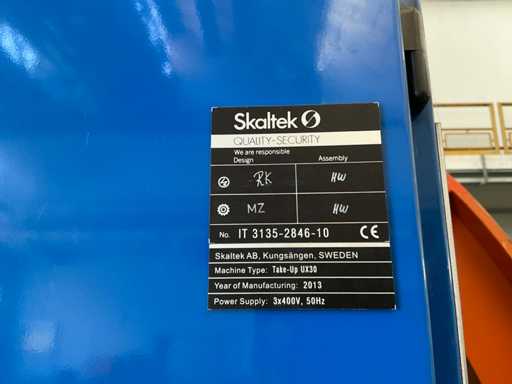 Skaltek
QUALITY-SECURITY
We are responsible
Design Assembly
RK HW
MZ HW
No. IT 3135-2846-10 CE
Skaltek AB, Kungsängen, SWEDEN
Machine Type: Take-Up UX30
Year of Manufacturing: 2013
Power Supply: 3x400V, 50Hz